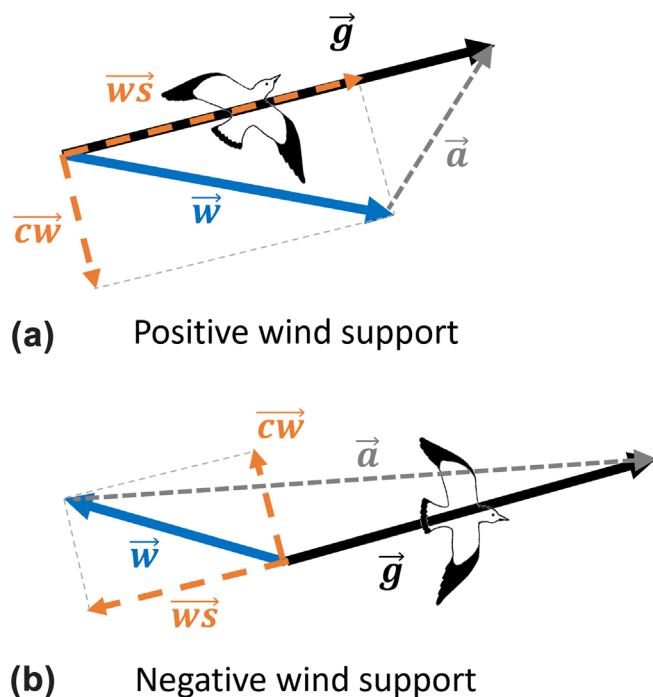 g
ws
a
w
cw
(a) Positive wind support
cw
a
w
g
ws
(b) Negative wind support